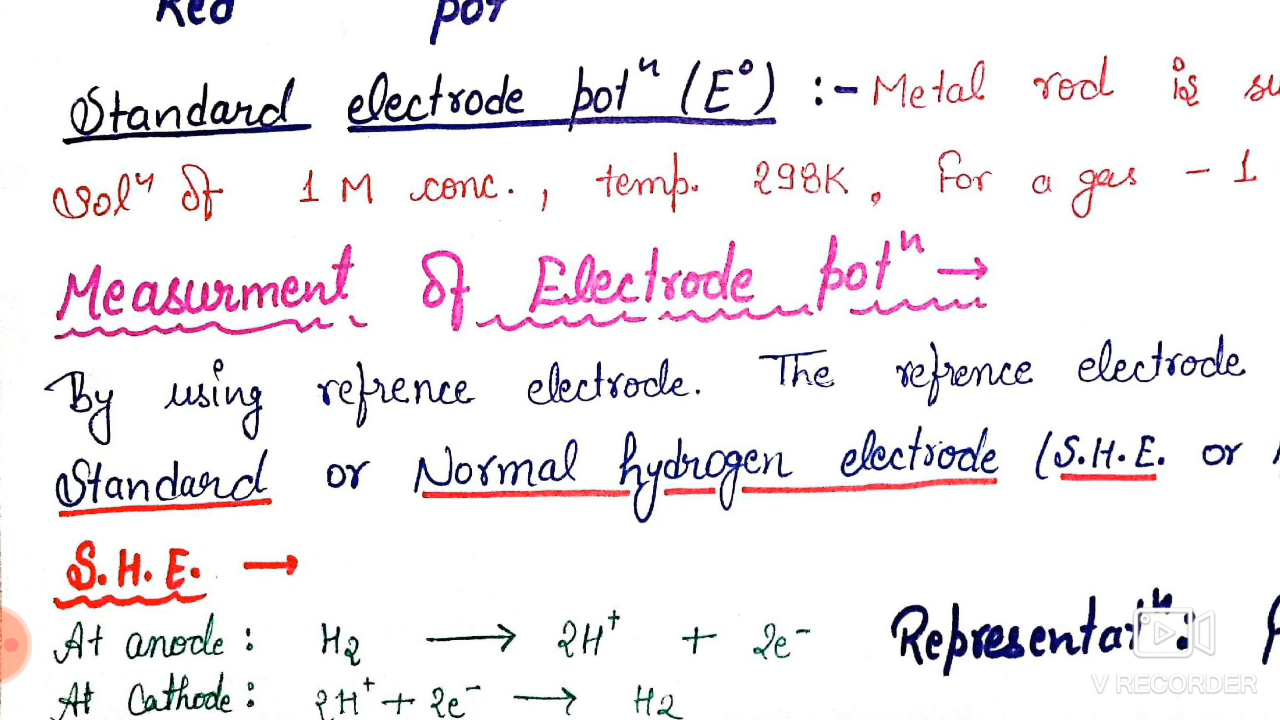 Red pot
Standard electrode potⁿ (E°) :- Metal rod is su
Solⁿ of 1 M conc., temp. 298K, For a gas - 1
Measurment of Electrode potⁿ →
By using refrence electrode. The refrence electrode
Standard or Normal hydrogen electrode (S.H.E. or
S.H.E. →
At anode : H₂ → 2H⁺ + 2e⁻ Representatⁿ :
At Cathode : 2H⁺ + 2e⁻ → H₂
V RECORDER